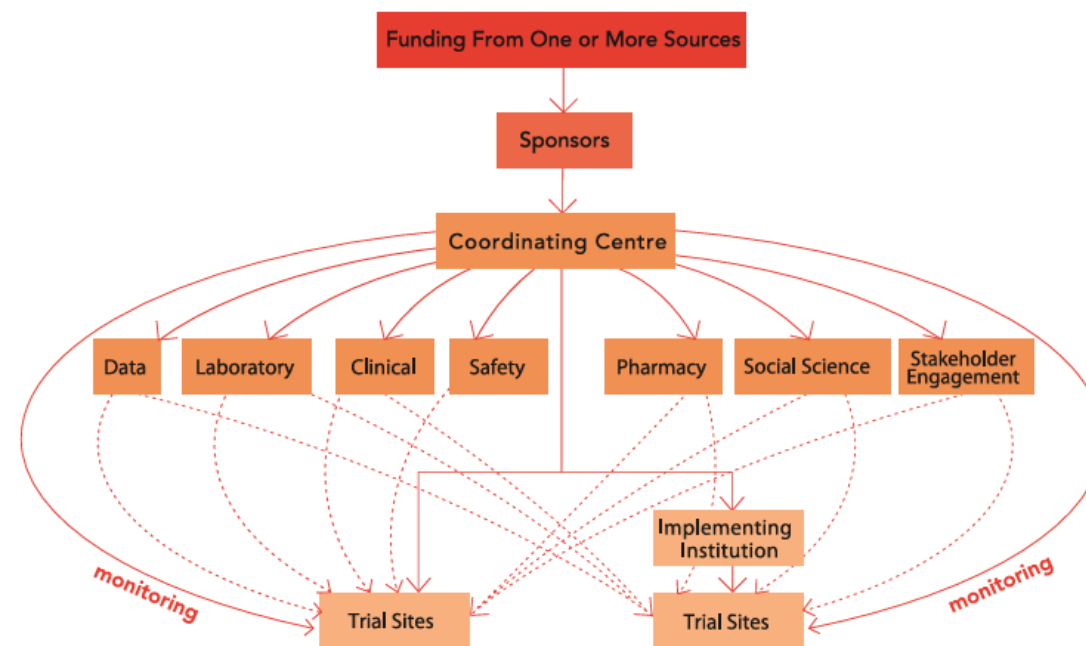 Funding From One or More Sources
Sponsors
Coordinating Centre
Data
Laboratory
Clinical
Safety
Pharmacy
Social Science
Stakeholder
Engagement
Implementing
Institution
monitoring
monitoring
Trial Sites
Trial Sites